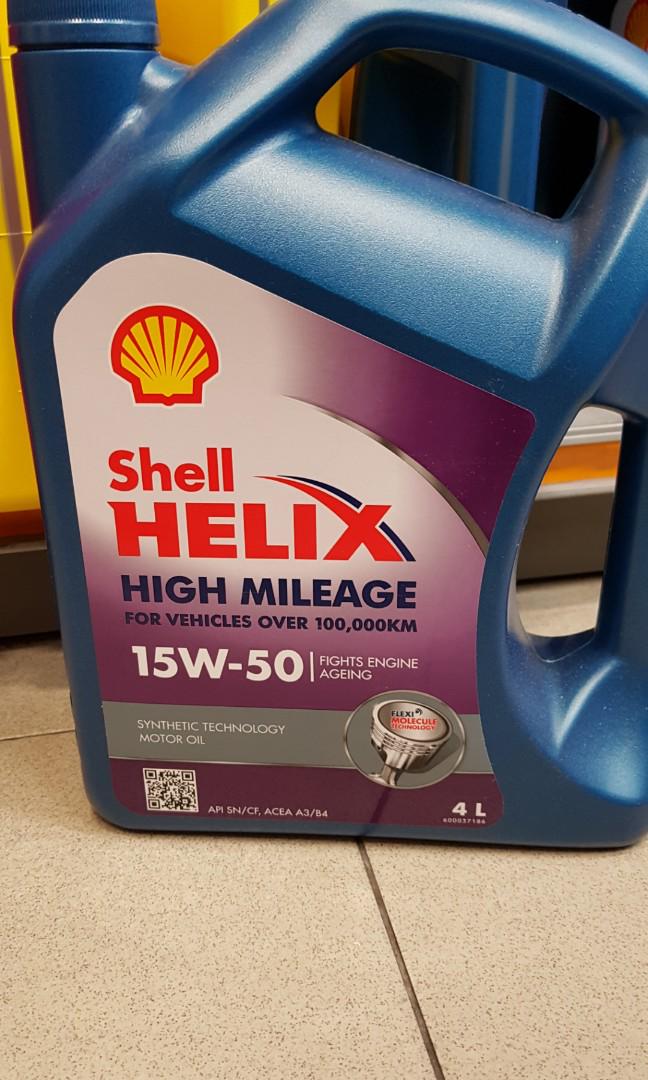 Shell
HELIX
HIGH MILEAGE
FOR VEHICLES OVER 100,000KM
15W-50
FIGHTS ENGINE
AGEING
SYNTHETIC TECHNOLOGY
MOTOR OIL
FLEXI
MOLECULE
TECHNOLOGY
API SN/CF, ACEA A3/B4
4 L
600037186